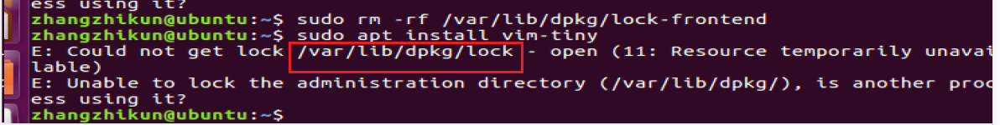 ess using it?
zhangzhikun@ubuntu:~$ sudo rm -rf /var/lib/dpkg/lock-frontend
zhangzhikun@ubuntu:~$ sudo apt install vim-tiny
E: Could not get lock /var/lib/dpkg/lock - open (11: Resource temporarily unavai
lable)
E: Unable to lock the administration directory (/var/lib/dpkg/), is another proc
ess using it?
zhangzhikun@ubuntu:~$